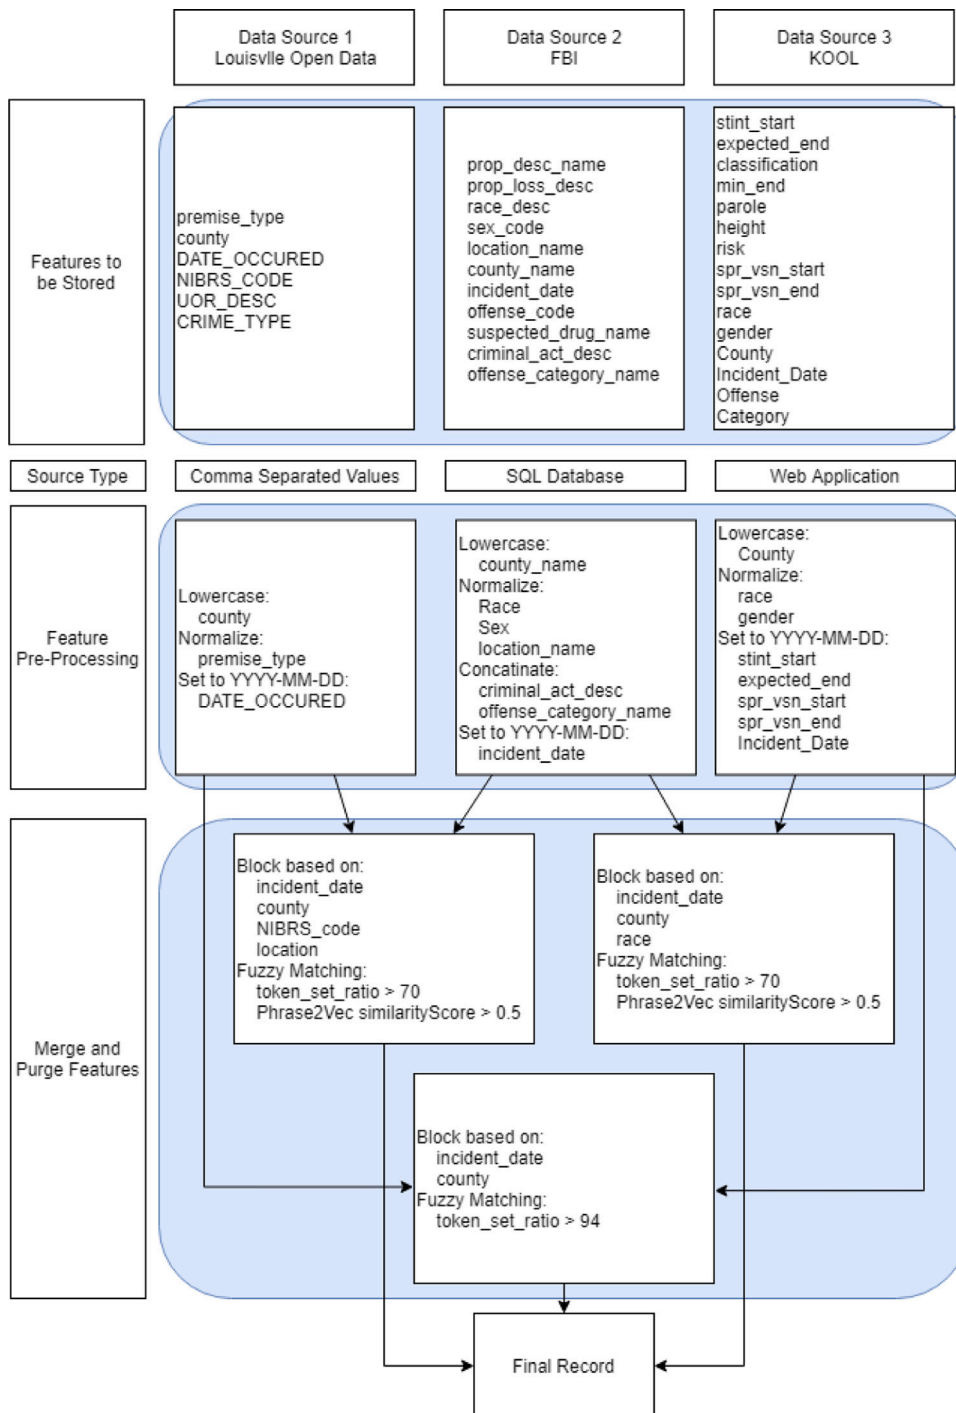 Data Source 1
Louisvlle Open Data
Data Source 2
FBI
Data Source 3
KOOL
Features to
be Stored
premise_type
county
DATE_OCCURED
NIBRS_CODE
UOR_DESC
CRIME_TYPE
prop_desc_name
prop_loss_desc
race_desc
sex_code
location_name
county_name
incident_date
offense_code
suspected_drug_name
criminal_act_desc
offense_category_name
stint_start
expected_end
classification
min_end
parole
height
risk
spr_vsn_start
spr_vsn_end
race
gender
County
Incident_Date
Offense
Category
Source Type
Comma Separated Values
SQL Database
Web Application
Feature
Pre-Processing
Lowercase:
county
Normalize:
premise_type
Set to YYYY-MM-DD:
DATE_OCCURED
Lowercase:
county_name
Normalize:
Race
Sex
location_name
Concatinate:
criminal_act_desc
offense_category_name
Set to YYYY-MM-DD:
incident_date
Lowercase:
County
Normalize:
race
gender
Set to YYYY-MM-DD:
stint_start
expected_end
spr_vsn_start
spr_vsn_end
Incident_Date
Merge and
Purge Features
Block based on:
incident_date
county
NIBRS_code
location
Fuzzy Matching:
token_set_ratio > 70
Phrase2Vec similarityScore > 0.5
Block based on:
incident_date
county
race
Fuzzy Matching:
token_set_ratio > 70
Phrase2Vec similarityScore > 0.5
Block based on:
incident_date
county
Fuzzy Matching:
token_set_ratio > 94
Final Record